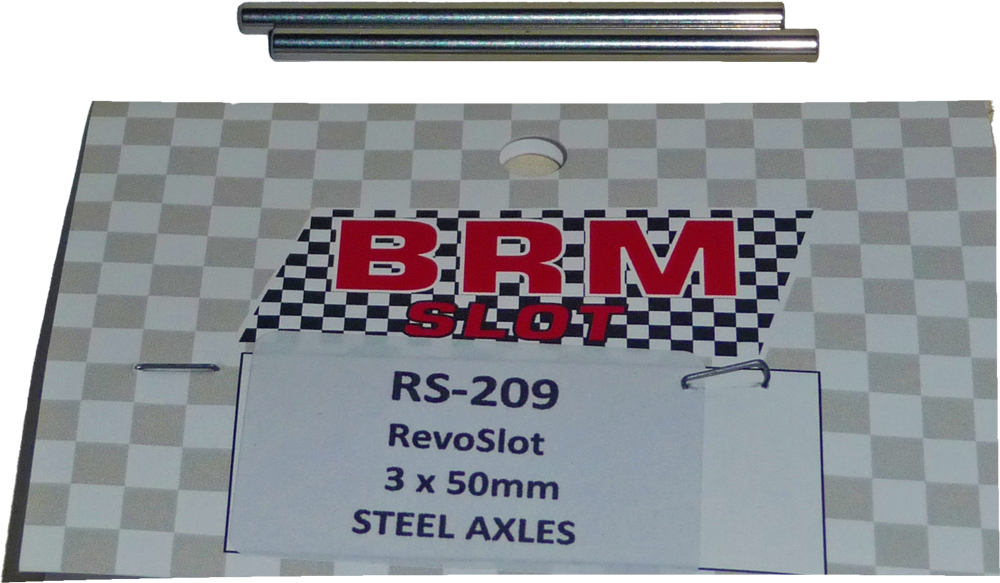 BRM
SLOT
RS-209
RevoSlot
3 x 50mm
STEEL AXLES